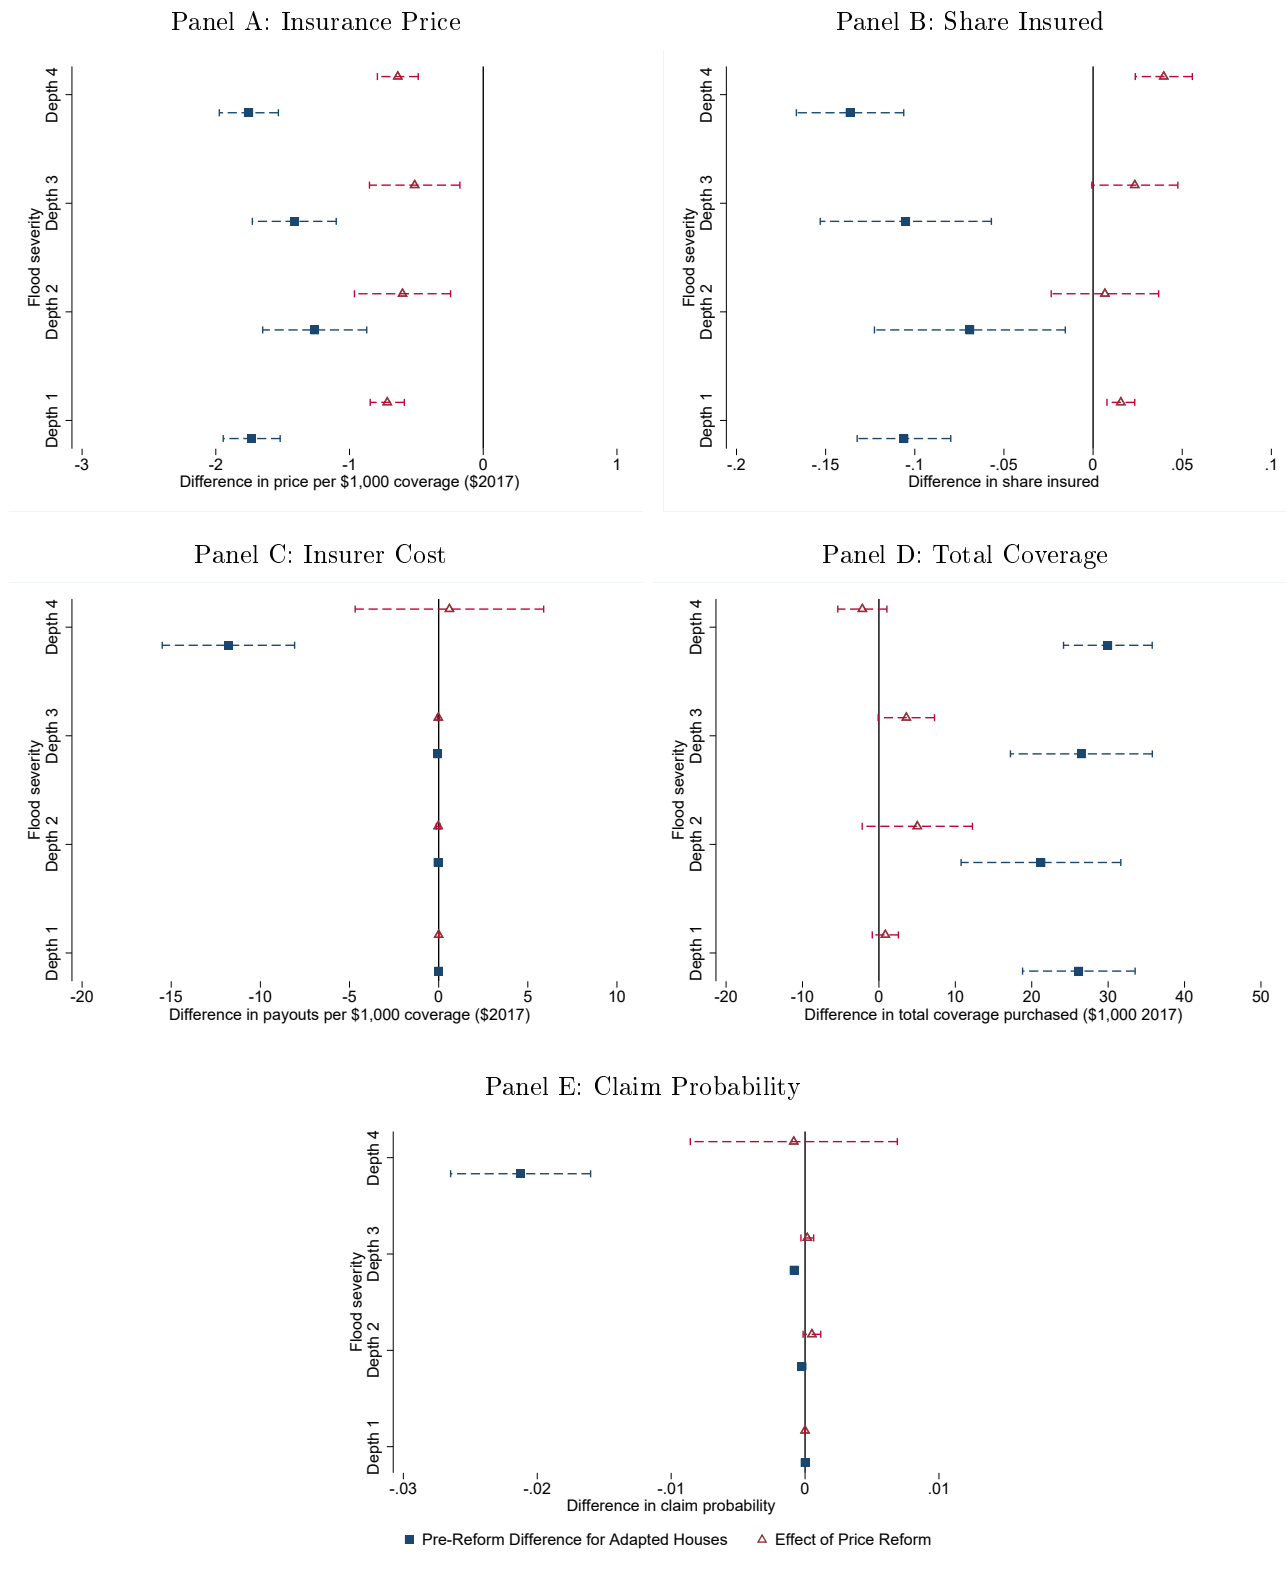 Panel A: Insurance Price
Flood severity
Depth 4
Depth 3
Depth 2
Depth 1
-3 -2 -1 0 1
Difference in price per $1,000 coverage ($2017)
Panel B: Share Insured
Flood severity
Depth 4
Depth 3
Depth 2
Depth 1
-.2 -.15 -.1 -.05 0 .05 .1
Difference in share insured
Panel C: Insurer Cost
Flood severity
Depth 4
Depth 3
Depth 2
Depth 1
-20 -15 -10 -5 0 5 10
Difference in payouts per $1,000 coverage ($2017)
Panel D: Total Coverage
Flood severity
Depth 4
Depth 3
Depth 2
Depth 1
-20 -10 0 10 20 30 40 50
Difference in total coverage purchased ($1,000 2017)
Panel E: Claim Probability
Flood severity
Depth 4
Depth 3
Depth 2
Depth 1
-.03 -.02 -.01 0 .01
Difference in claim probability
Pre-Reform Difference for Adapted Houses Effect of Price Reform